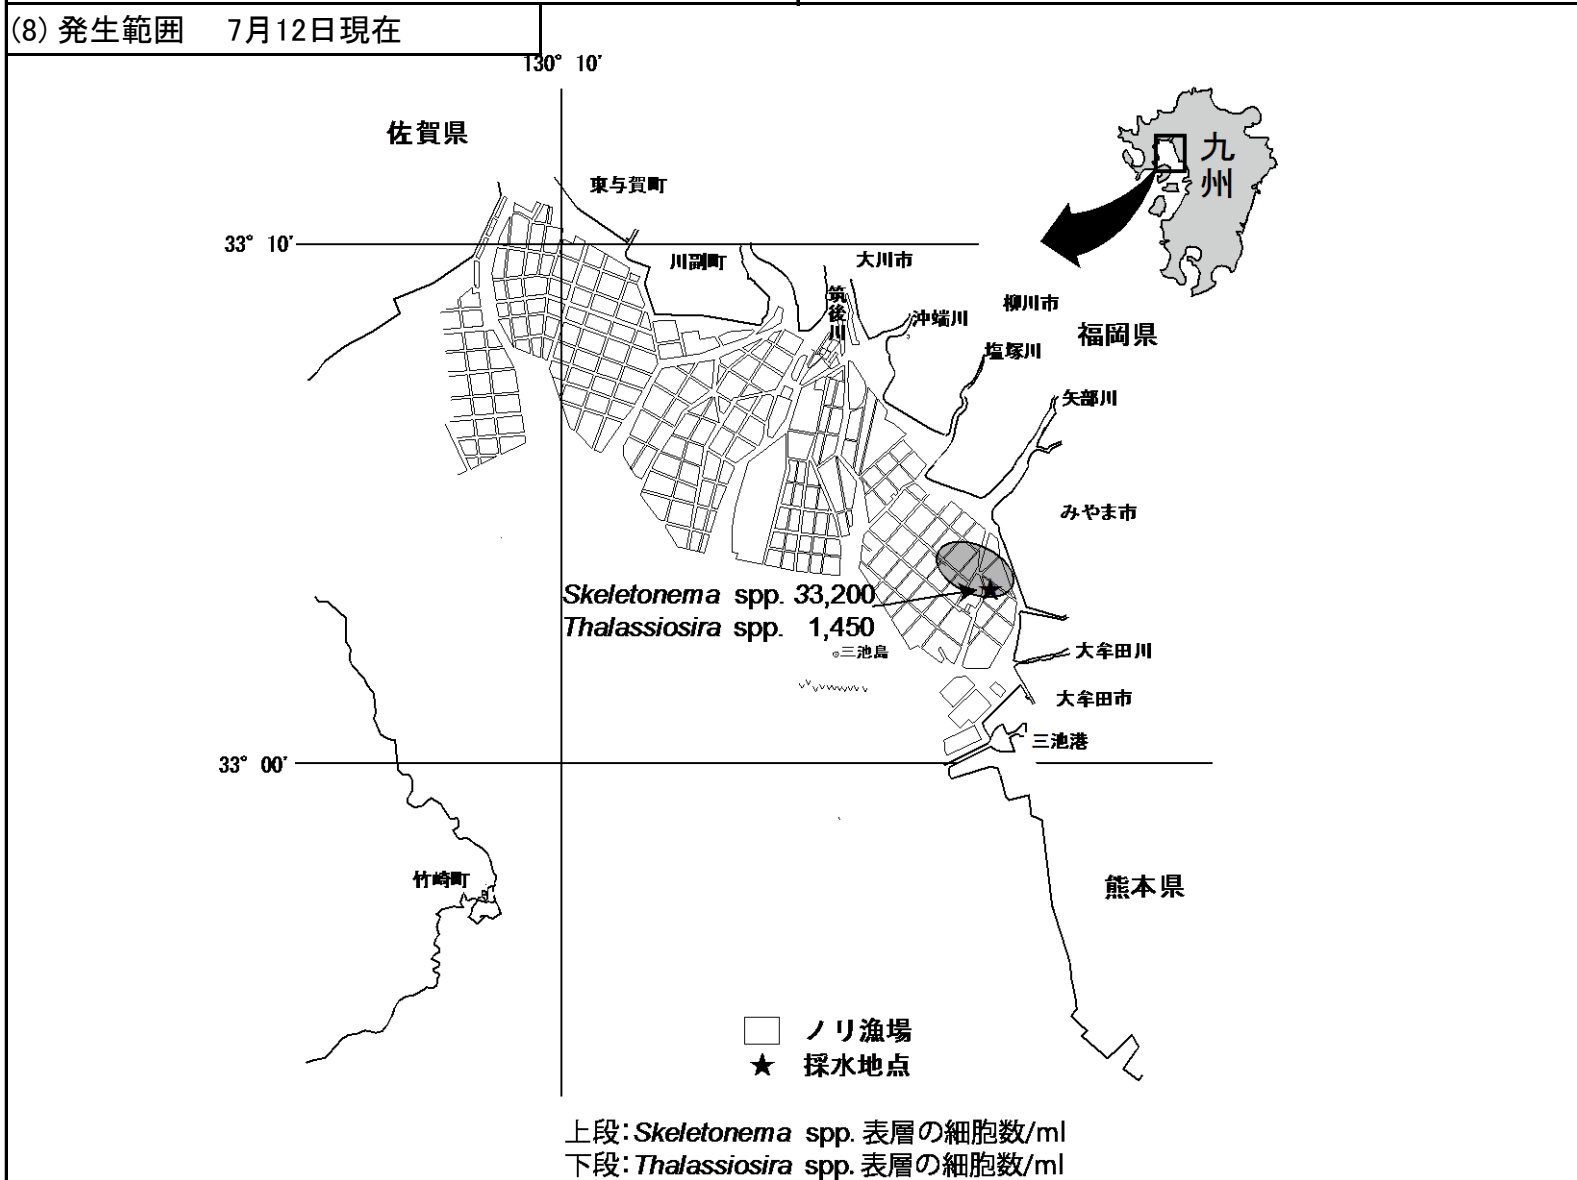 (8) 発生範囲　7月12日現在
130° 10'
佐賀県
九州
東与賀町
33° 10'
川副町
大川市
筑後川
沖端川
柳川市
福岡県
塩塚川
矢部川
みやま市
Skeletonema spp. 33,200
Thalassiosira spp. 1,450
三池島
大牟田川
大牟田市
三池港
33° 00'
竹崎町
熊本県
ノリ漁場
★ 採水地点
上段：Skeletonema spp. 表層の細胞数/ml
下段：Thalassiosira spp. 表層の細胞数/ml